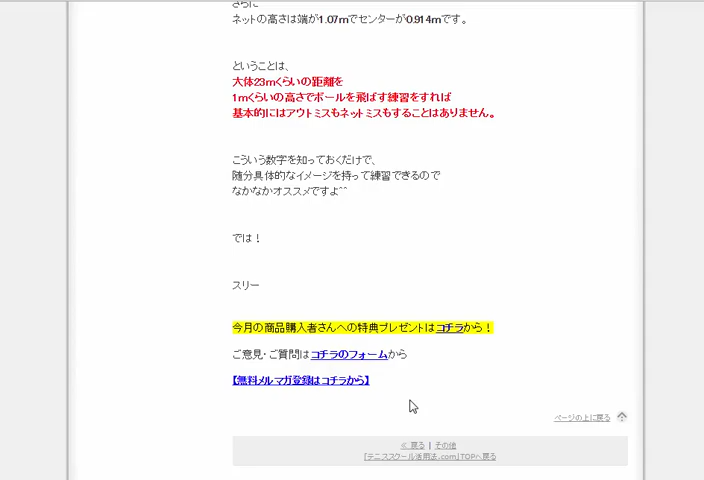 さらに
ネットの高さは端が1.07mでセンターが0.914mです。
ということは、
大体23mくらいの距離を
1mくらいの高さでボールを飛ばす練習をすれば
基本的にはアウトミスもネットミスもすることはありません。
こういう数字を知っておくだけで、
随分具体的なイメージを持って練習できるので
なかなかオススメですよ^^
では！
スリー
今月の商品購入者さんへの特典プレゼントはコチラから！
ご意見・ご質問はコチラのフォームから
【無料メルマガ登録はコチラから】
ページの上に戻る
≪ 戻る | その他
「テニススクール活用法.com」TOPへ戻る